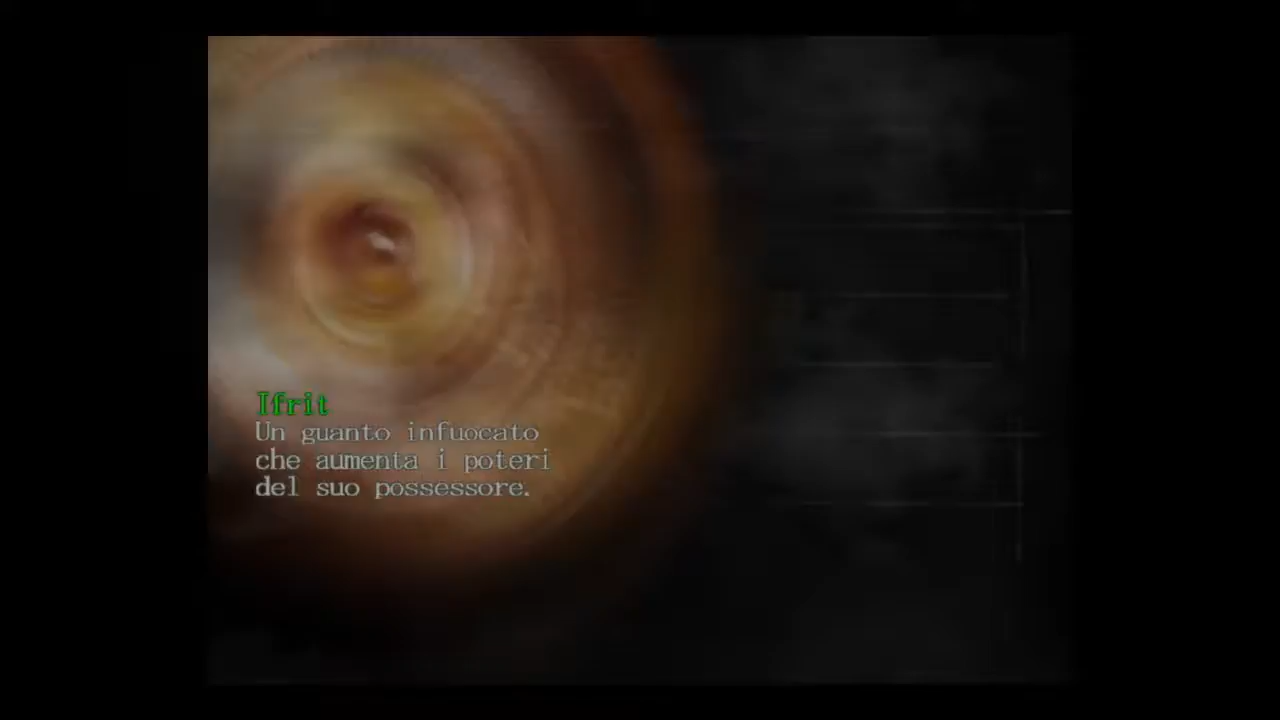 Ifrit
Un guanto infuocato
che aumenta i poteri
del suo possessore.